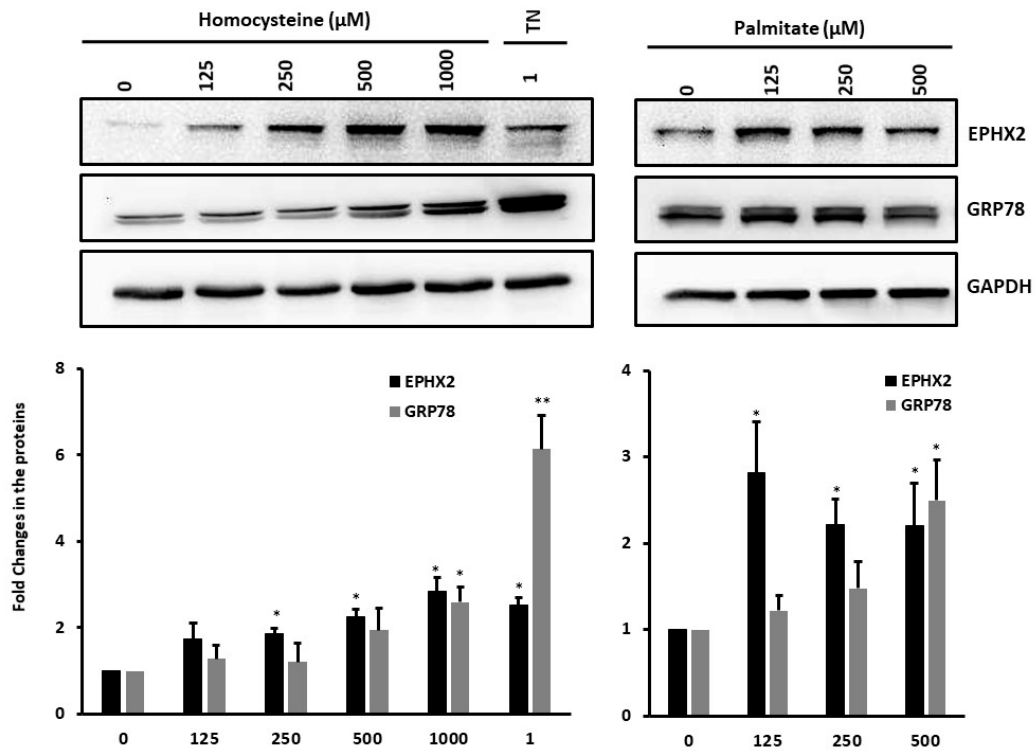 Homocysteine (µM)
TN
0 125 250 500 1000 1
Palmitate (µM)
0 125 250 500
EPHX2
GRP78
GAPDH
Fold Changes in the proteins
8
6
4
2
0
EPHX2
GRP78
* * * * * **
0 125 250 500 1000 1
4
3
2
1
0
EPHX2
GRP78
* * * *
0 125 250 500